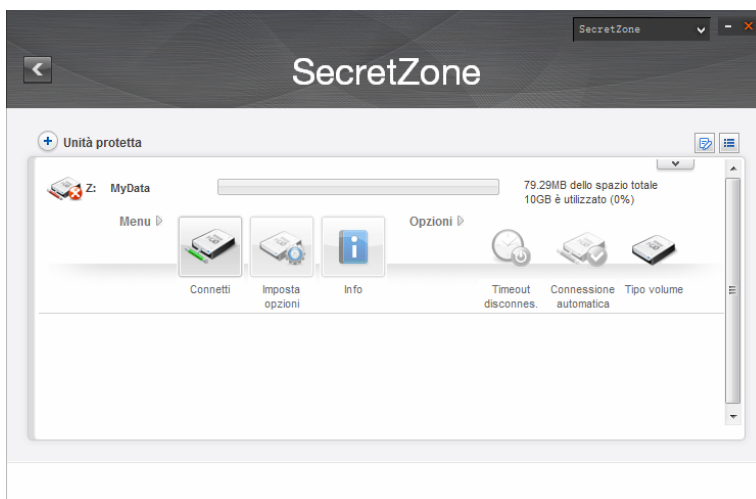 SecretZone
SecretZone
Unità protetta
Z: MyData
79.29MB dello spazio totale
10GB è utilizzato (0%)
Menu
Opzioni
Connetti
Imposta
opzioni
Info
Timeout
disconnes.
Connessione
automatica
Tipo volume